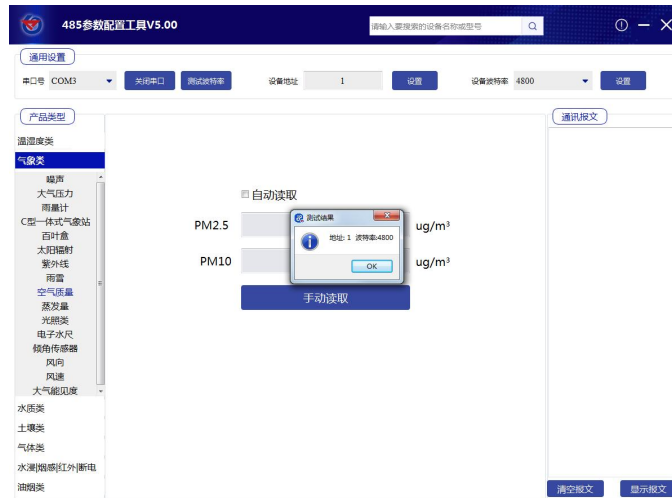 485参数配置工具V5.00
请输入要搜索的设备名称或型号
通用设置
串口号 COM3 关闭串口 测试波特率 设备地址 1 设置 设备波特率 4800 设置
产品类型
通讯报文
温湿度类
气象类
噪声
大气压力
雨量计
C型一体式气象站
百叶盒
太阳辐射
紫外线
雨雪
空气质量
蒸发量
光照类
电子水尺
倾角传感器
风向
风速
大气能见度
水质类
土壤类
气体类
水浸|烟感|红外|断电
油烟类
自动读取
PM2.5 ug/m³
PM10 ug/m³
手动读取
测试结果
地址: 1 波特率:4800
OK
清空报文 显示报文